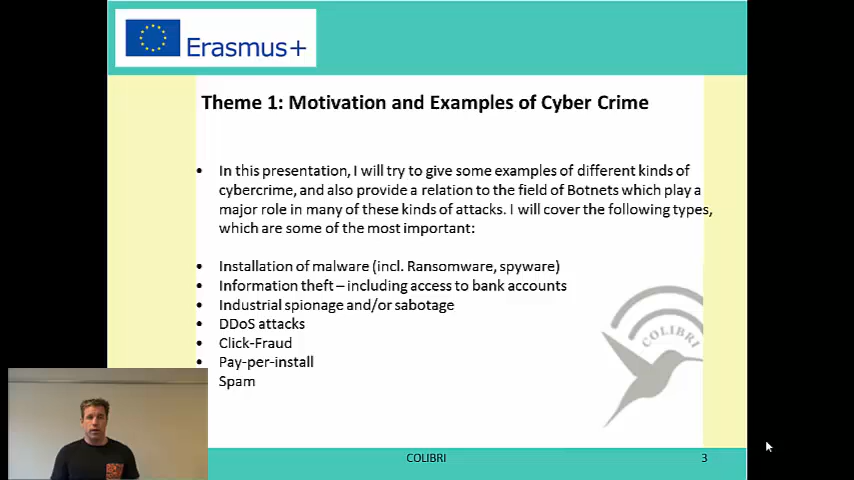 Erasmus+
Theme 1: Motivation and Examples of Cyber Crime
• In this presentation, I will try to give some examples of different kinds of
cybercrime, and also provide a relation to the field of Botnets which play a
major role in many of these kinds of attacks. I will cover the following types,
which are some of the most important:
• Installation of malware (incl. Ransomware, spyware)
• Information theft – including access to bank accounts
• Industrial spionage and/or sabotage
• DDoS attacks
• Click-Fraud
• Pay-per-install
Spam
COLIBRI
COLIBRI
3